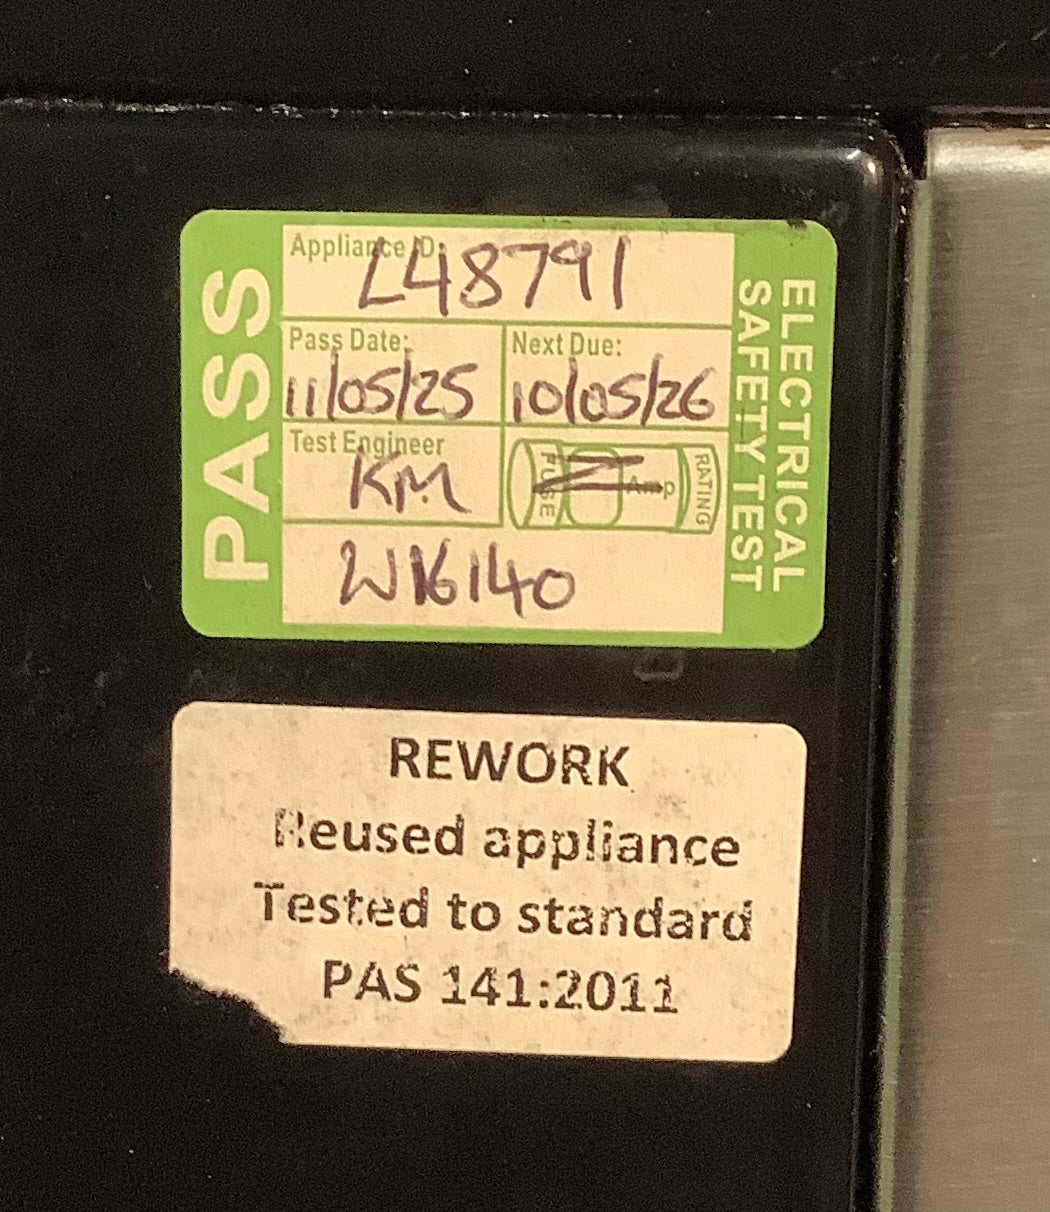 PASS
Appliance ID:
L48791
Pass Date:
Next Due:
11/05/25
10/05/26
Test Engineer
KM
FUSE
Amp
RATING
W16140
ELECTRICAL
SAFETY TEST
REWORK
Reused appliance
Tested to standard
PAS 141:2011